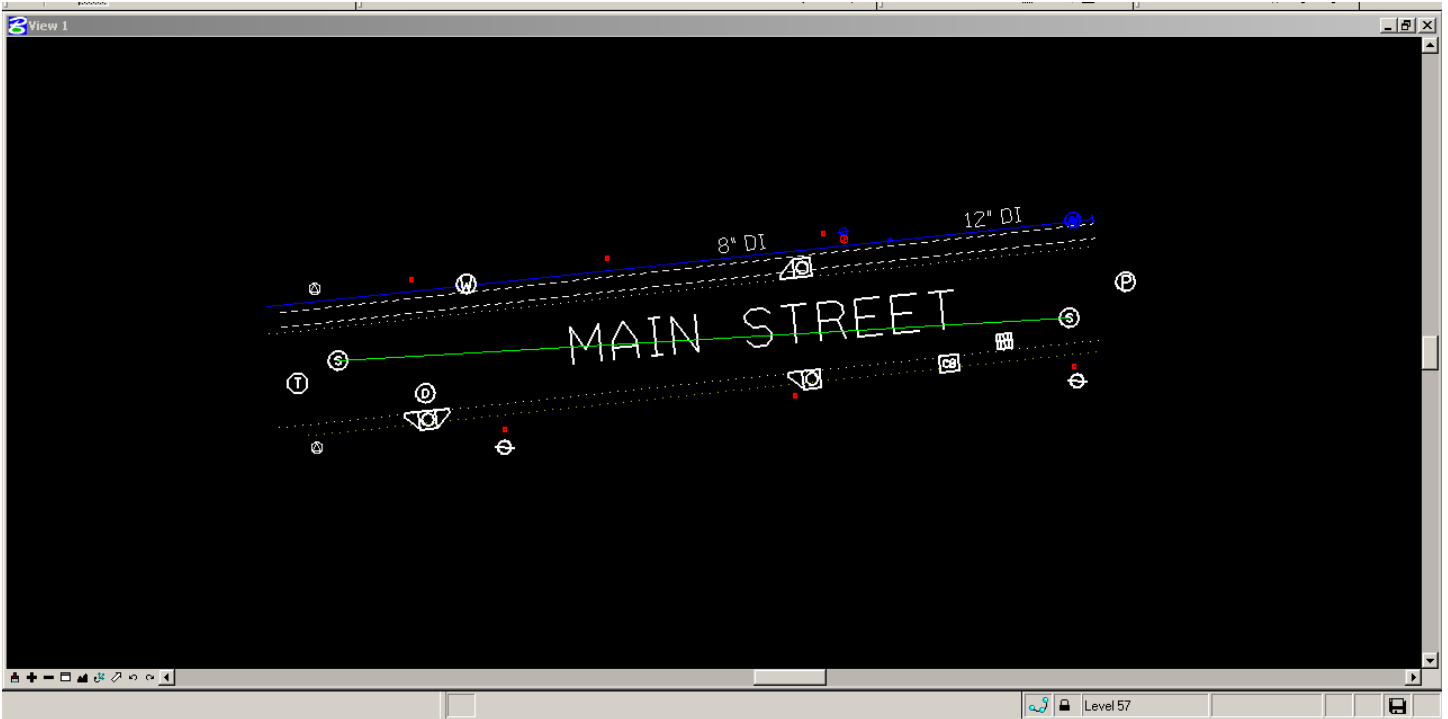 View 1
12" DI
8" DI
W
P
MAIN STREET
S
S
T
D
CB
Level 57